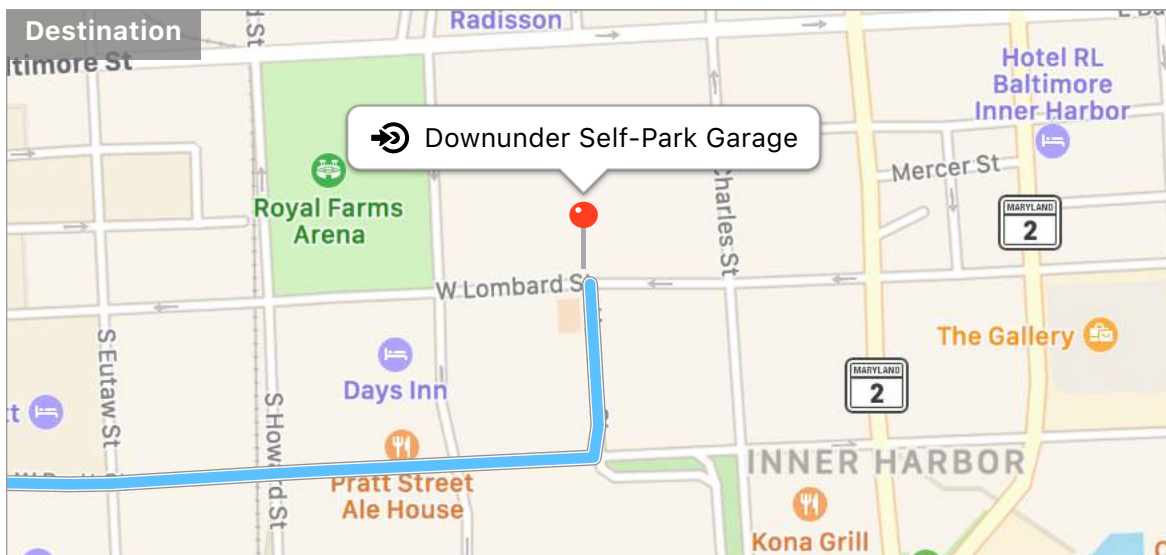 Destination
Radisson
timore St
Hotel RL
Baltimore
Inner Harbor
Downunder Self-Park Garage
Mercer St
Royal Farms
Arena
Charles St
MARYLAND
2
W Lombard St
The Gallery
S Eutaw St
Days Inn
MARYLAND
2
S Howard St
INNER HARBOR
Pratt Street
Ale House
Kona Grill